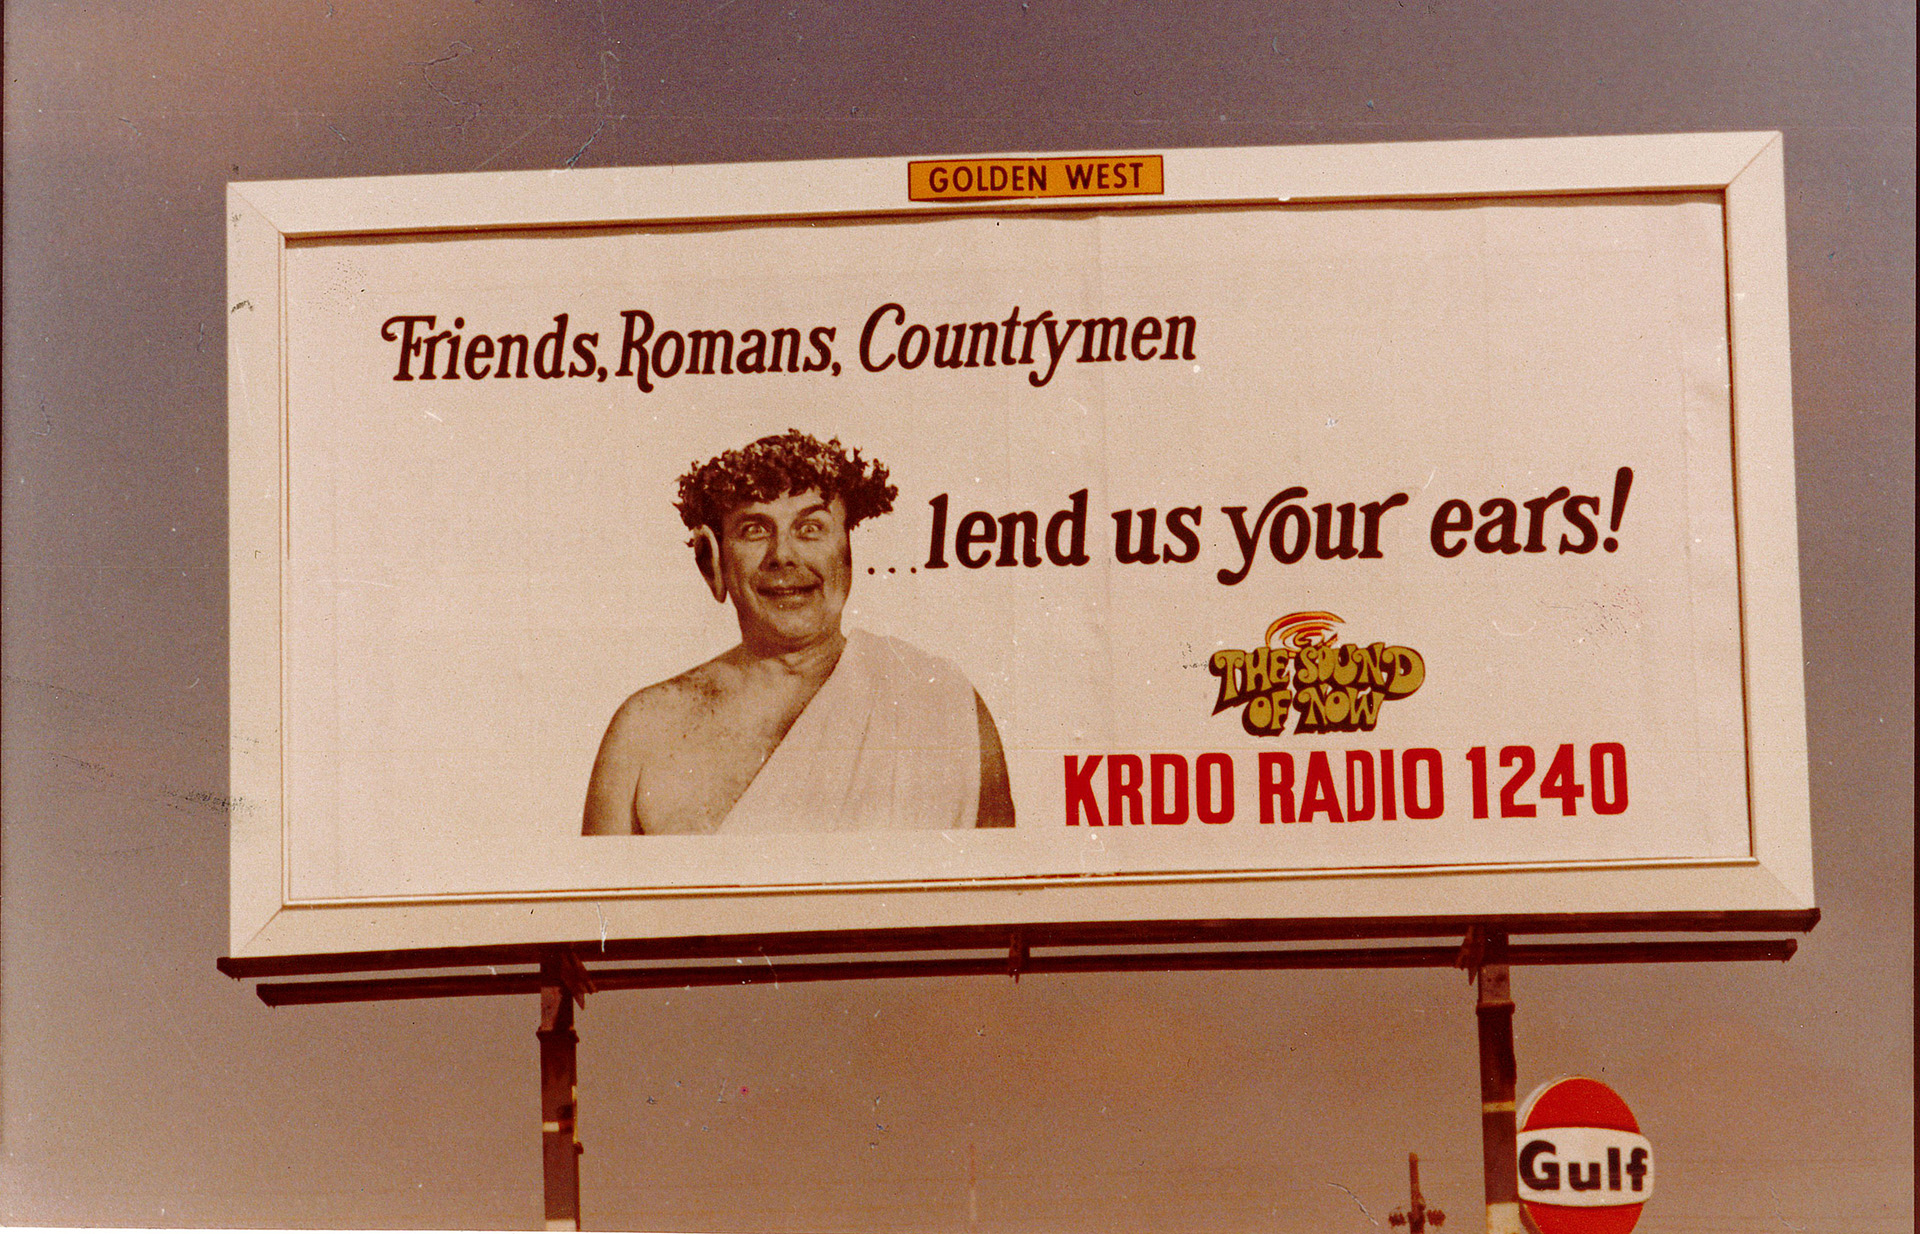 GOLDEN WEST
Friends, Romans, Countrymen
...lend us your ears!
THE SOUND
OF NOW
KRDO RADIO 1240
Gulf